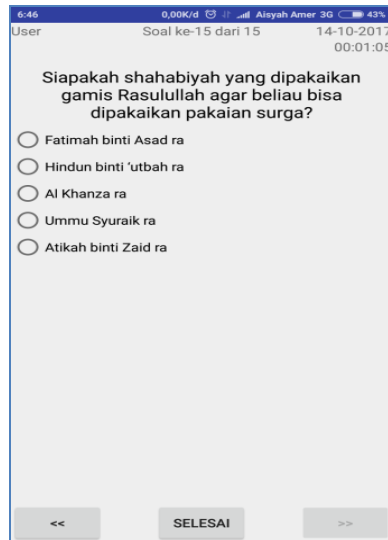 6:46 0,00K/d Aisyah Amer 3G 43%
User Soal ke-15 dari 15 14-10-2017
00:01:05
Siapakah shahabiyah yang dipakaikan
gamis Rasulullah agar beliau bisa
dipakaikan pakaian surga?
Fatimah binti Asad ra
Hindun binti ‘utbah ra
Al Khanza ra
Ummu Syuraik ra
Atikah binti Zaid ra
<< SELESAI >>